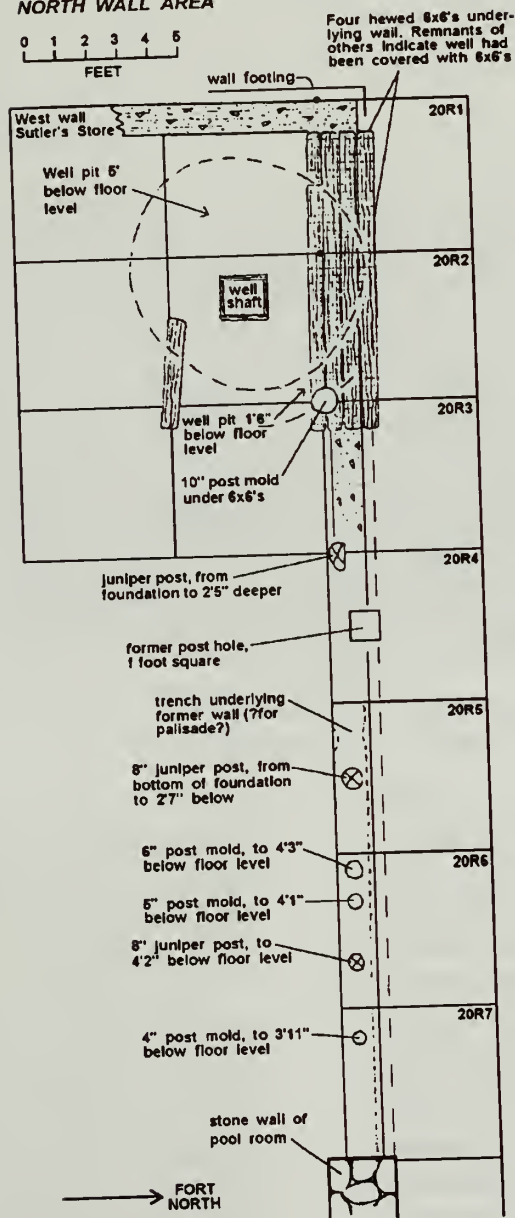 NORTH WALL AREA
0 1 2 3 4 5
FEET
Four hewed 6x6's under-
lying wall. Remnants of
others indicate well had
been covered with 6x6's
wall footing
West wall
Sutler's Store
20R1
Well pit 5'
below floor
level
20R2
well
shaft
20R3
well pit 1'6"
below floor
level
10" post mold
under 6x6's
20R4
juniper post, from
foundation to 2'5" deeper
former post hole,
1 foot square
20R5
trench underlying
former wall (?for
palisade?)
8" juniper post, from
bottom of foundation
to 2'7" below
20R6
6" post mold, to 4'3"
below floor level
5" post mold, to 4'1"
below floor level
8" juniper post, to
4'2" below floor level
20R7
4" post mold, to 3'11"
below floor level
stone wall of
pool room
FORT
NORTH